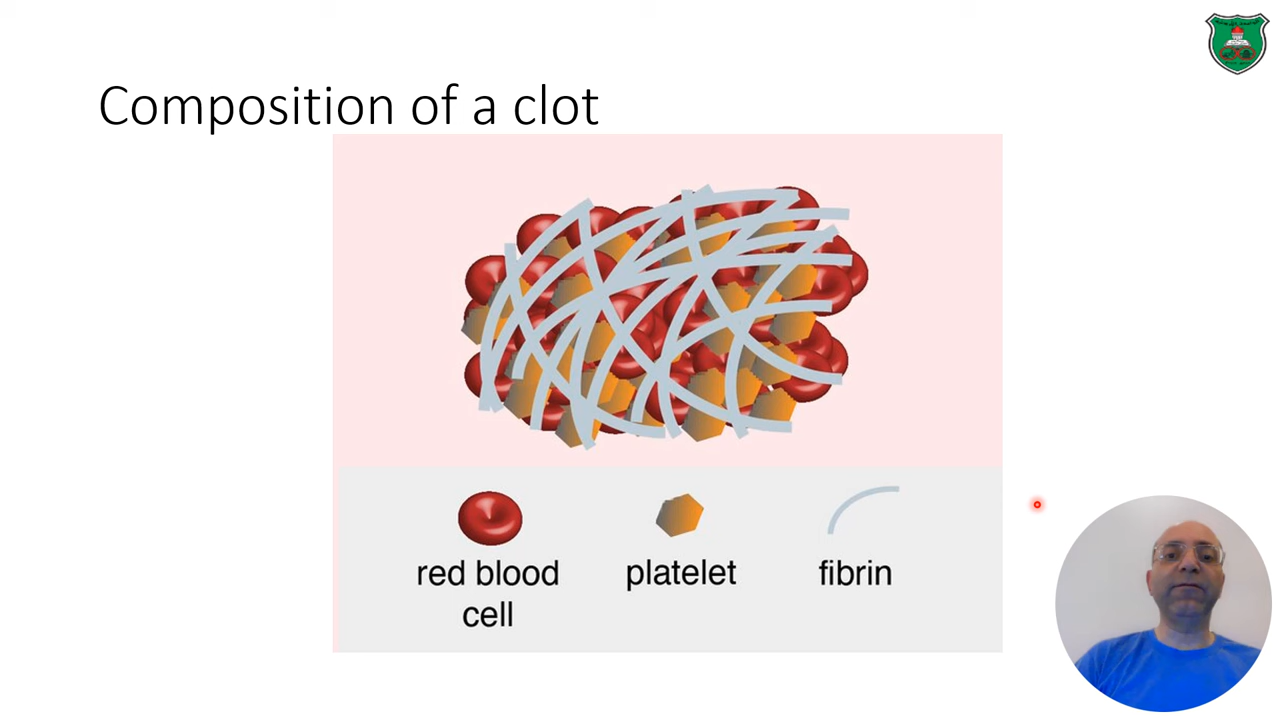 Composition of a clot
red blood
cell
platelet
fibrin